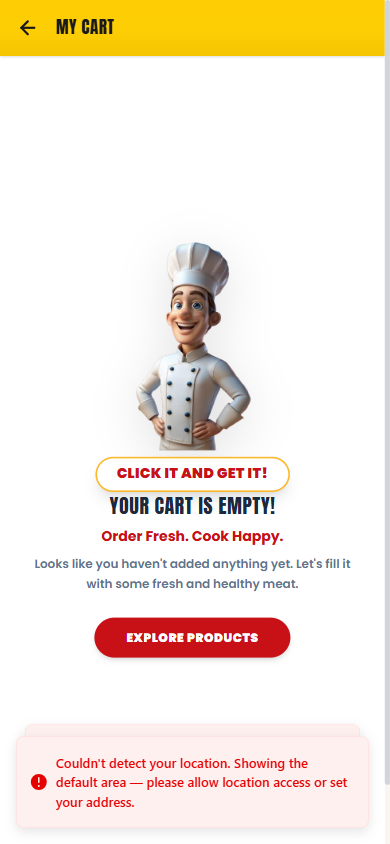 MY CART
CLICK IT AND GET IT!
YOUR CART IS EMPTY!
Order Fresh. Cook Happy.
Looks like you haven't added anything yet. Let's fill it
with some fresh and healthy meat.
EXPLORE PRODUCTS
Couldn't detect your location. Showing the
default area — please allow location access or set
your address.